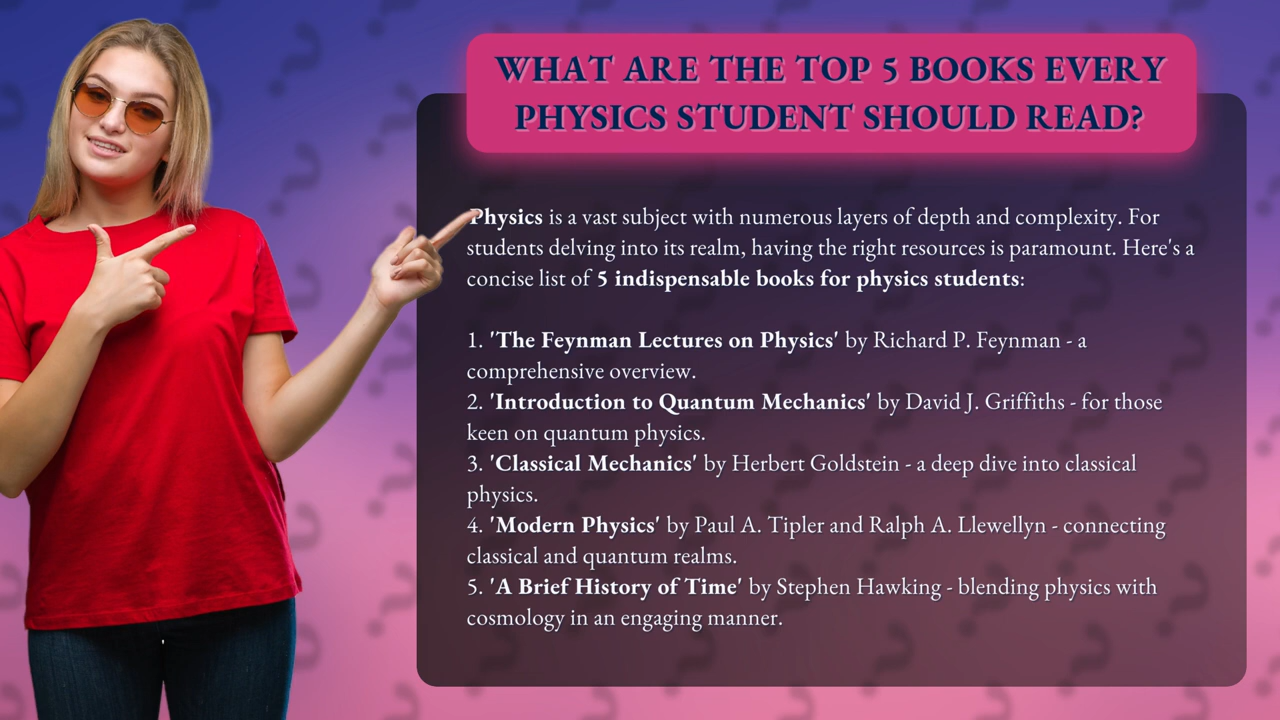 WHAT ARE THE TOP 5 BOOKS EVERY
PHYSICS STUDENT SHOULD READ?
Physics is a vast subject with numerous layers of depth and complexity. For
students delving into its realm, having the right resources is paramount. Here's a
concise list of 5 indispensable books for physics students:
1. 'The Feynman Lectures on Physics' by Richard P. Feynman - a
comprehensive overview.
2. 'Introduction to Quantum Mechanics' by David J. Griffiths - for those
keen on quantum physics.
3. 'Classical Mechanics' by Herbert Goldstein - a deep dive into classical
physics.
4. 'Modern Physics' by Paul A. Tipler and Ralph A. Llewellyn - connecting
classical and quantum realms.
5. 'A Brief History of Time' by Stephen Hawking - blending physics with
cosmology in an engaging manner.